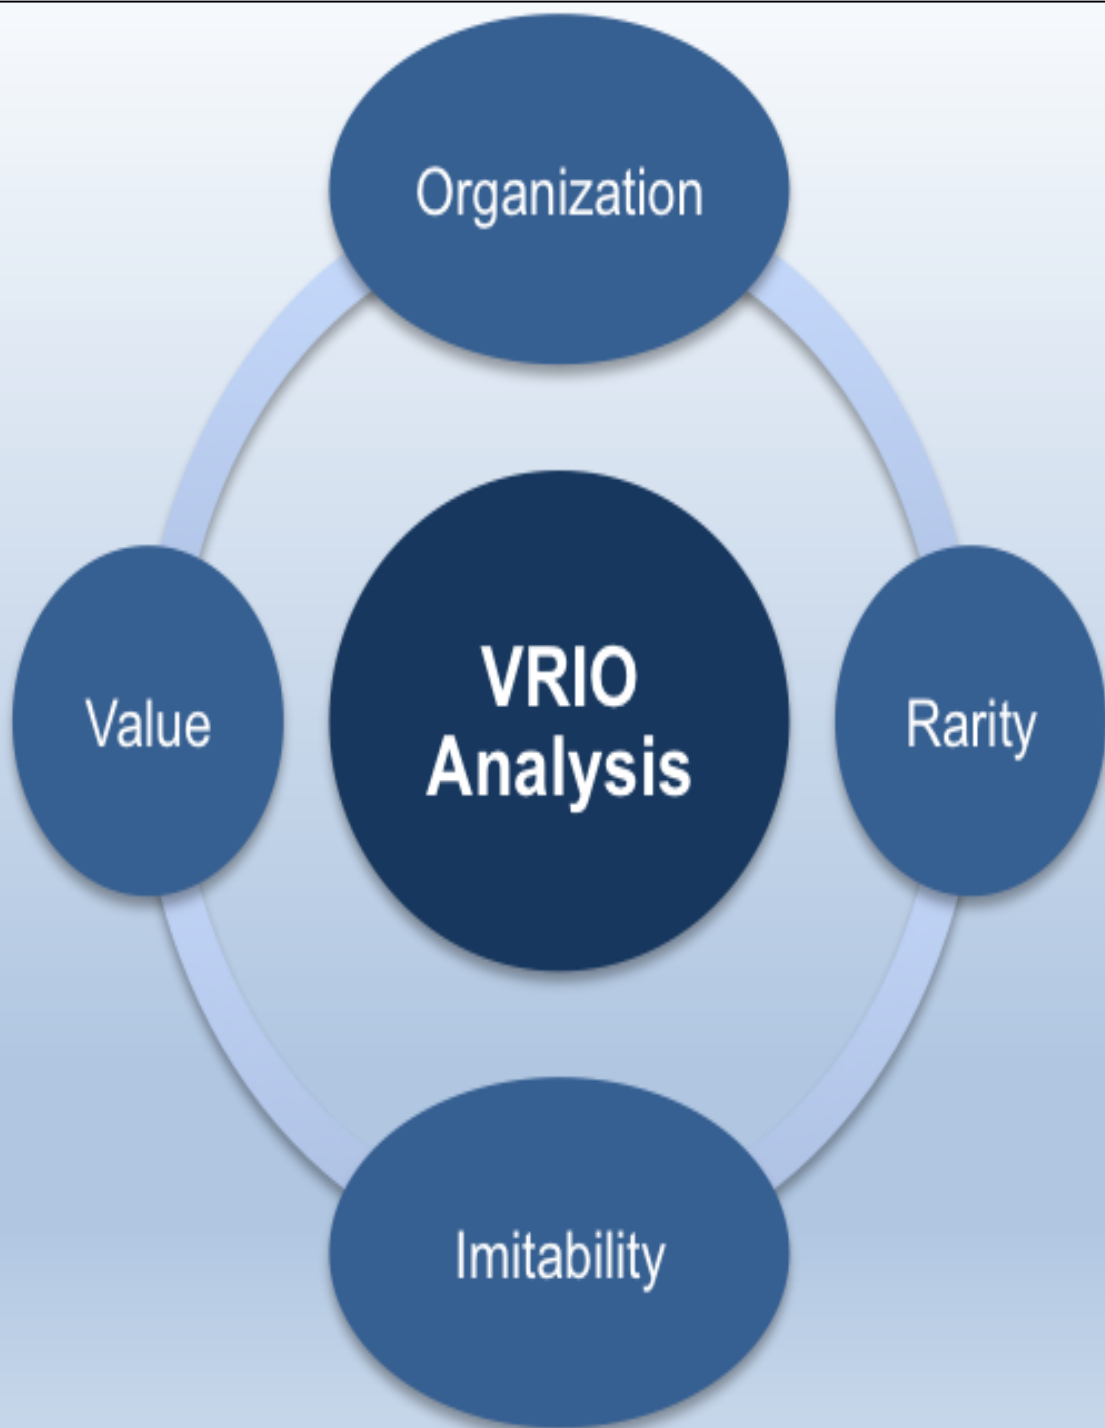 Organization
Value
VRIO
Analysis
Rarity
Imitability